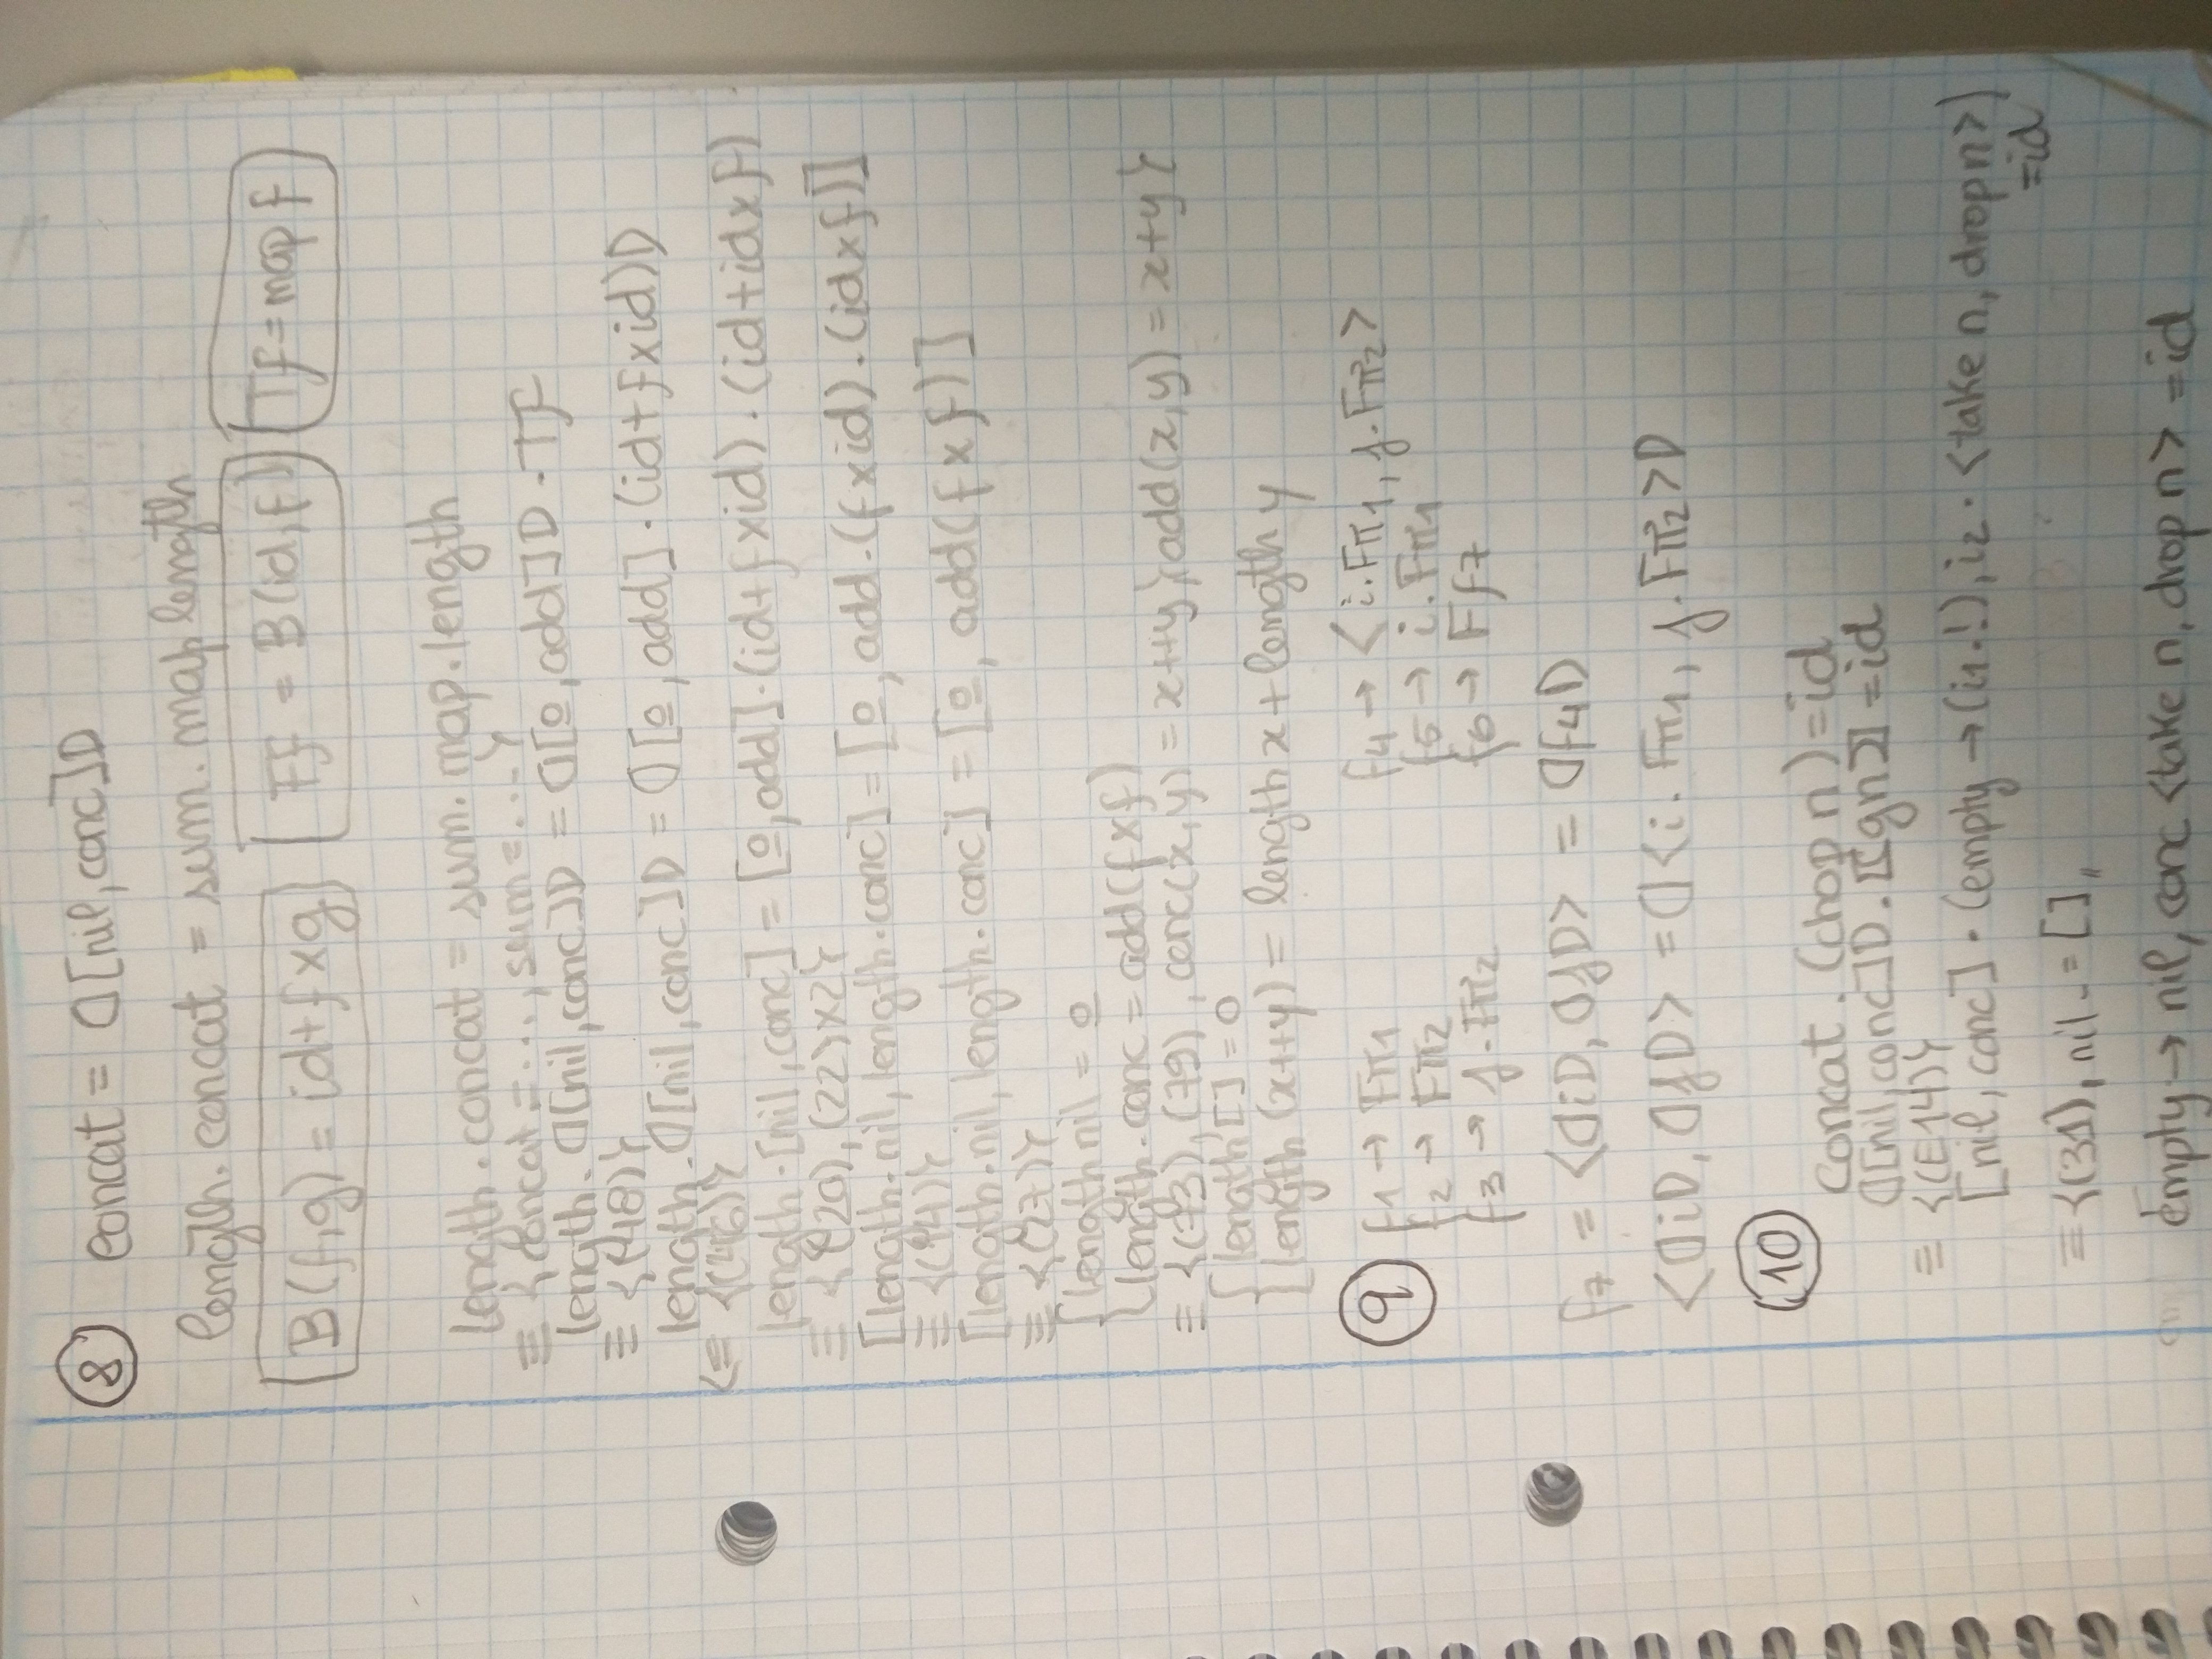 ⑧ concat = ⦇[nil, conc]⦈
length. concat = sum. map length
B(f,g) = id+f×g    Ff = B(id,f)    Tf = map f
length. concat = sum. map. length
≡ {concat = ..., sum = ...}
length. ⦇[nil, conc]⦈ = ⦇[0, add]⦈ . Tf
≡ {(48)}
length. ⦇[nil, conc]⦈ = ⦇[0, add] . (id+f×id)⦈
<≡ {(46)}
length. [nil, conc] = [0, add] . (id+f×id) . (id+id×f)
≡ {(20), (22)×2}
[length. nil, length. conc] = [0, add. (f×id) . (id×f)]
≡ {(14)}
[length. nil, length. conc] = [0, add(f×f)]
≡ {(27)}
{ length nil = 0
{ length. conc = add(f×f)
≡ {(73), (79), conc(x,y) = x++y; add(x,y) = x+y}
{ length [] = 0
{ length (x++y) = length x + length y
⑨ f1 → Fπ1    f4 → <i. Fπ1, j. Fπ2>
f2 → Fπ2    f5 → i. Fπ1
f3 → j. Fπ2    f6 → F f7
f7 = <⦇i⦈, ⦇j⦈> = ⦇f4⦈
<⦇i⦈, ⦇j⦈> = ⦇<i. Fπ1, j. Fπ2>⦈
⑩
concat. (chop n) = id
⦇[nil, conc]⦈ . [[gn]] = id
≡ {(E14)}
[nil, conc] . (empty → (i1.!), i2 . <take n, drop n>)
= id
≡ {(31), nil _ = [],,
empty → nil, conc <take n, drop n> = id